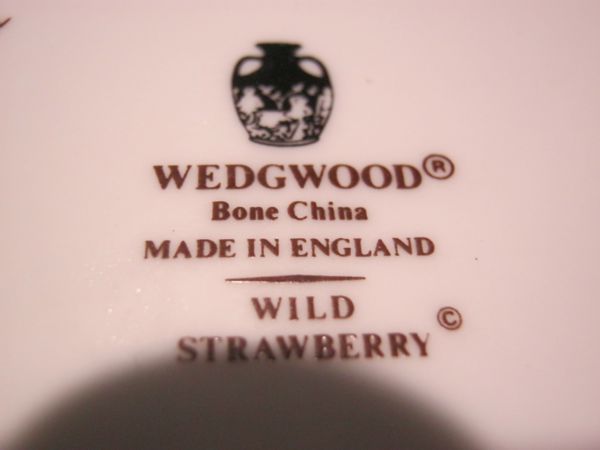 WEDGWOOD®
Bone China
MADE IN ENGLAND
WILD
STRAWBERRY ©